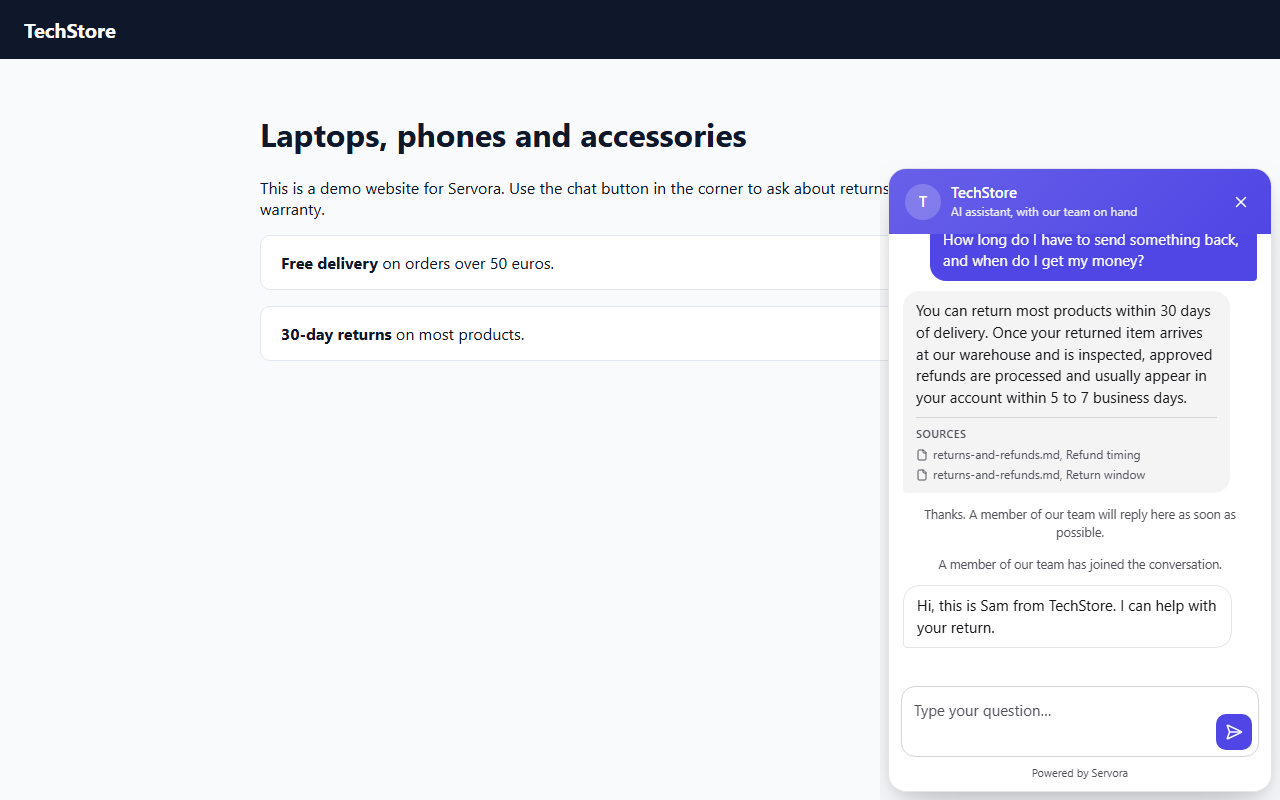 TechStore
Laptops, phones and accessories
This is a demo website for Servora. Use the chat button in the corner to ask about returns
warranty.
Free delivery on orders over 50 euros.
30-day returns on most products.
T
TechStore
AI assistant, with our team on hand
How long do I have to send something back,
and when do I get my money?
You can return most products within 30 days
of delivery. Once your returned item arrives
at our warehouse and is inspected, approved
refunds are processed and usually appear in
your account within 5 to 7 business days.
SOURCES
returns-and-refunds.md, Refund timing
returns-and-refunds.md, Return window
Thanks. A member of our team will reply here as soon as
possible.
A member of our team has joined the conversation.
Hi, this is Sam from TechStore. I can help with
your return.
Type your question...
Powered by Servora